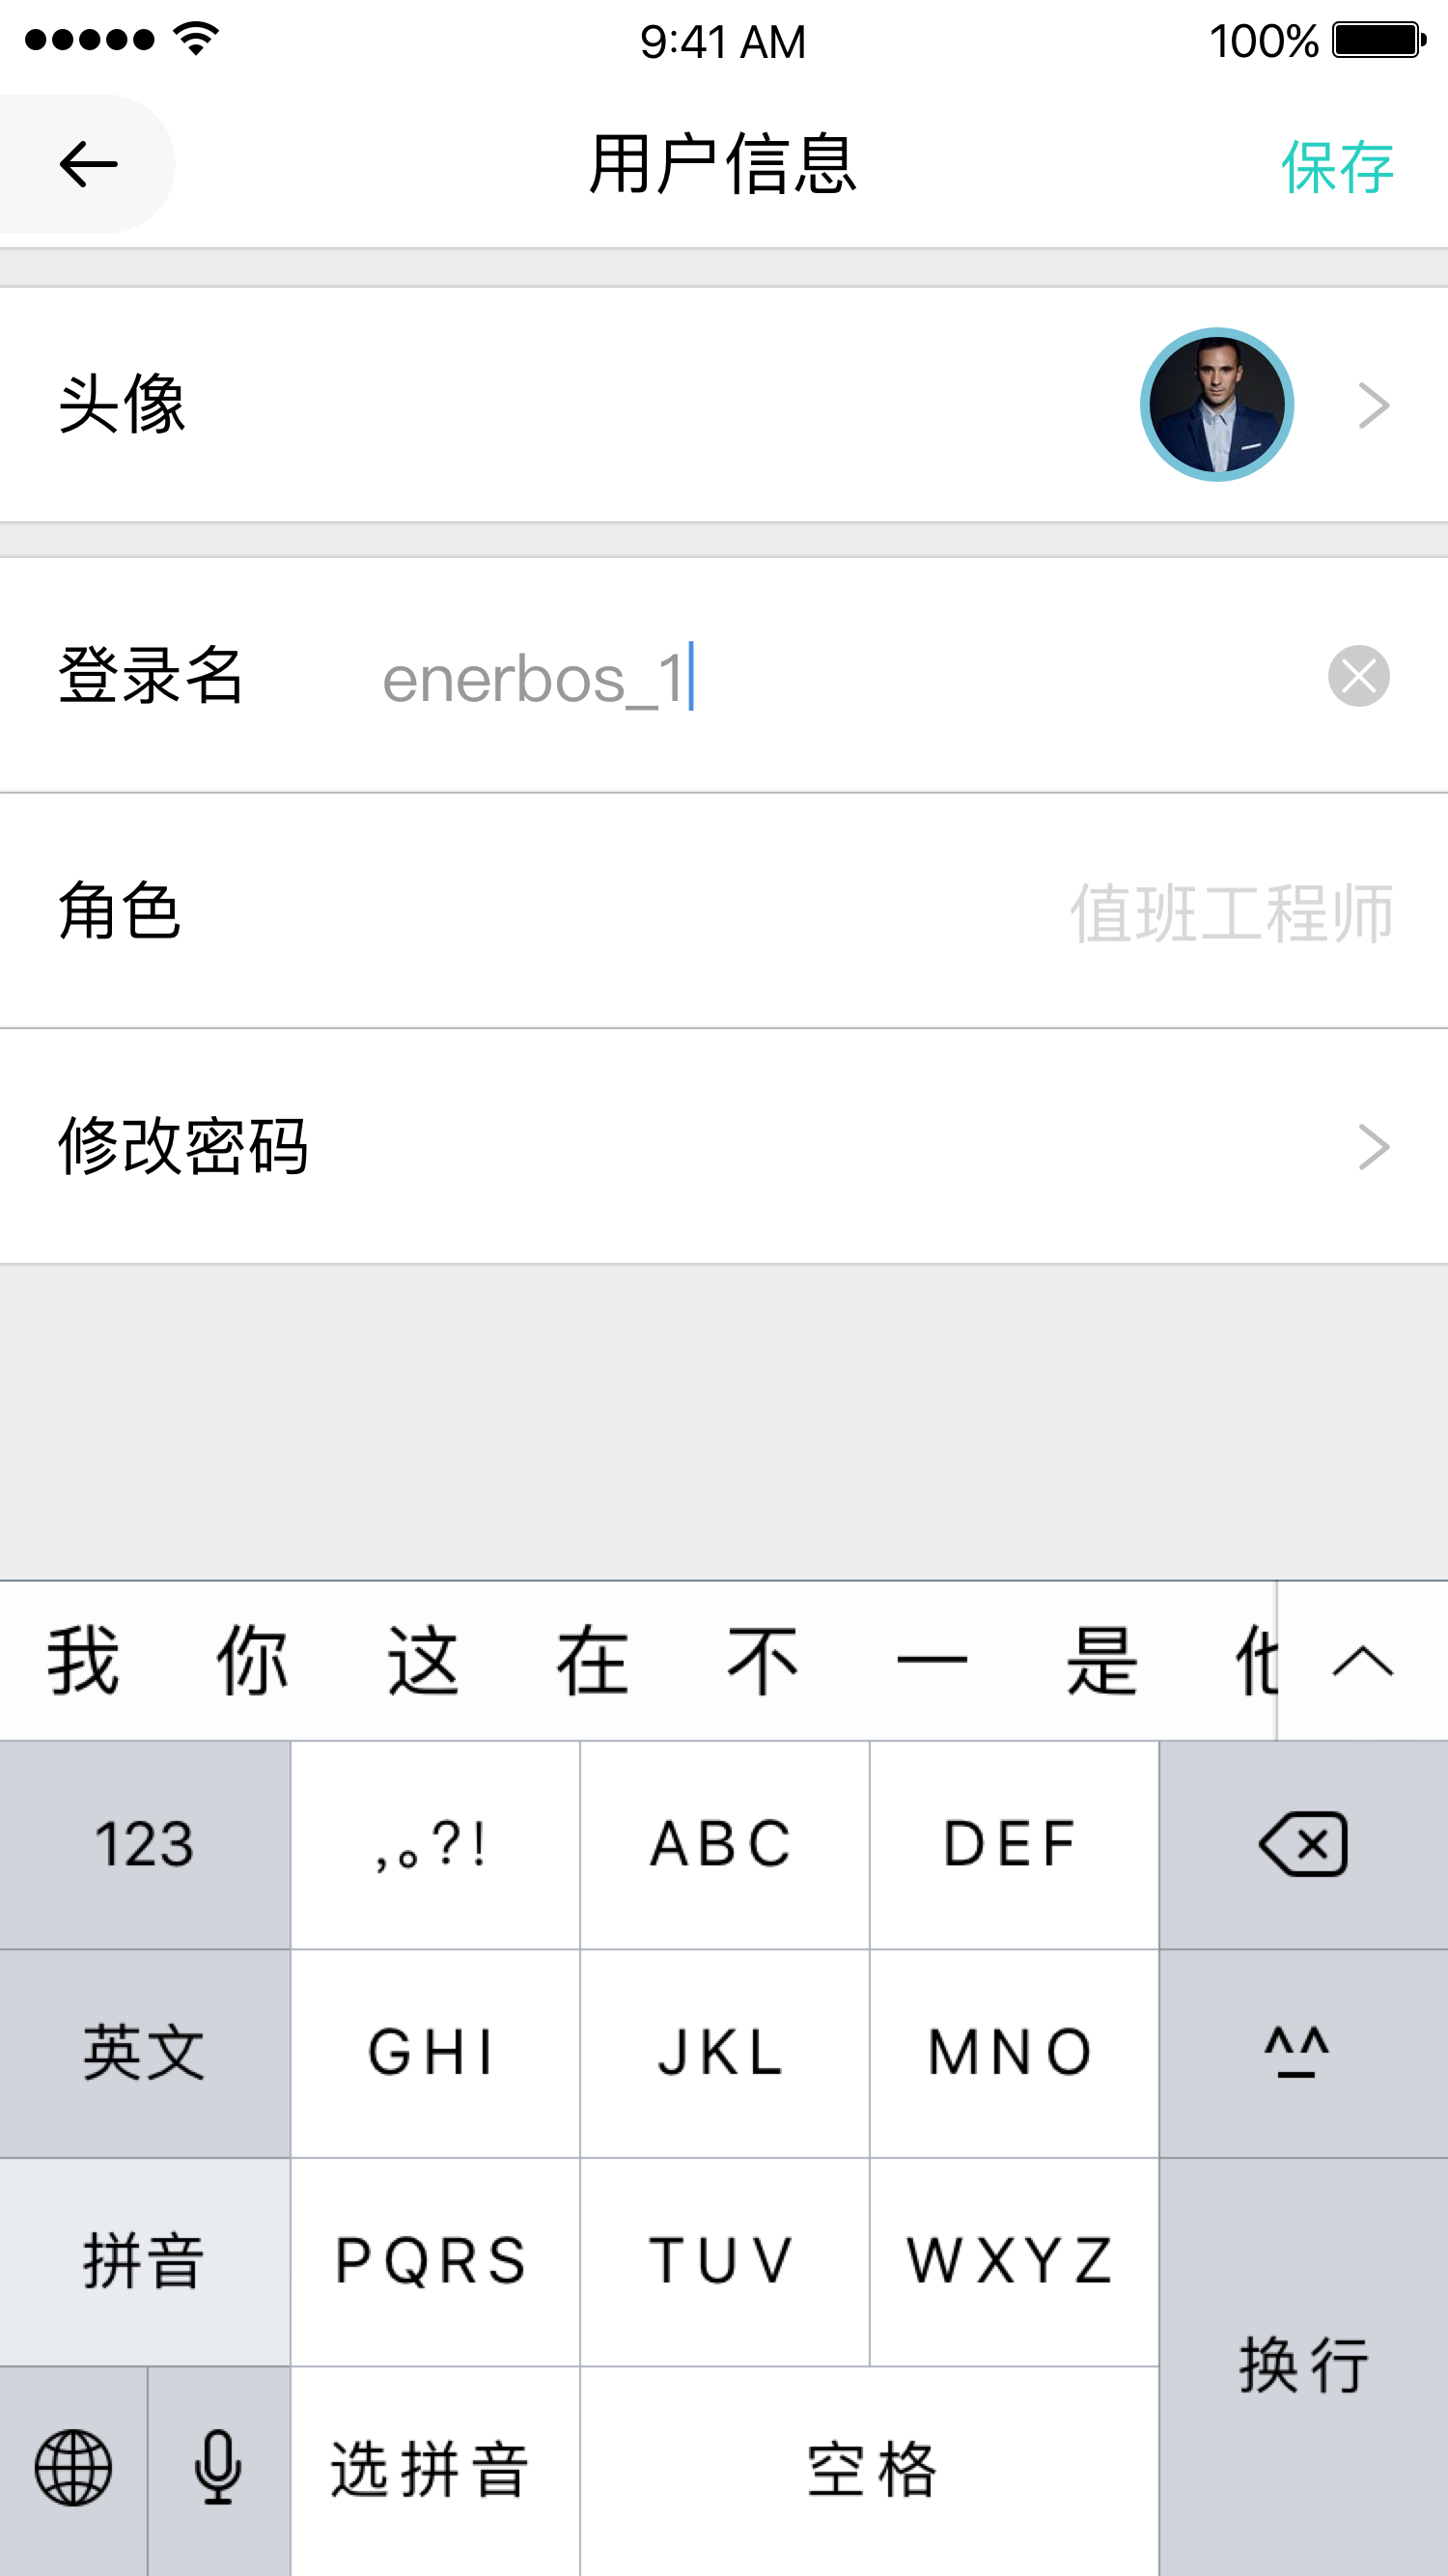 9:41 AM 100%
用户信息 保存
头像
登录名 enerbos_1
角色 值班工程师
修改密码
我 你 这 在 不 一 是 他
123 ,。?! ABC DEF
英文 GHI JKL MNO ^_^
拼音 PQRS TUV WXYZ
换行
选拼音 空格